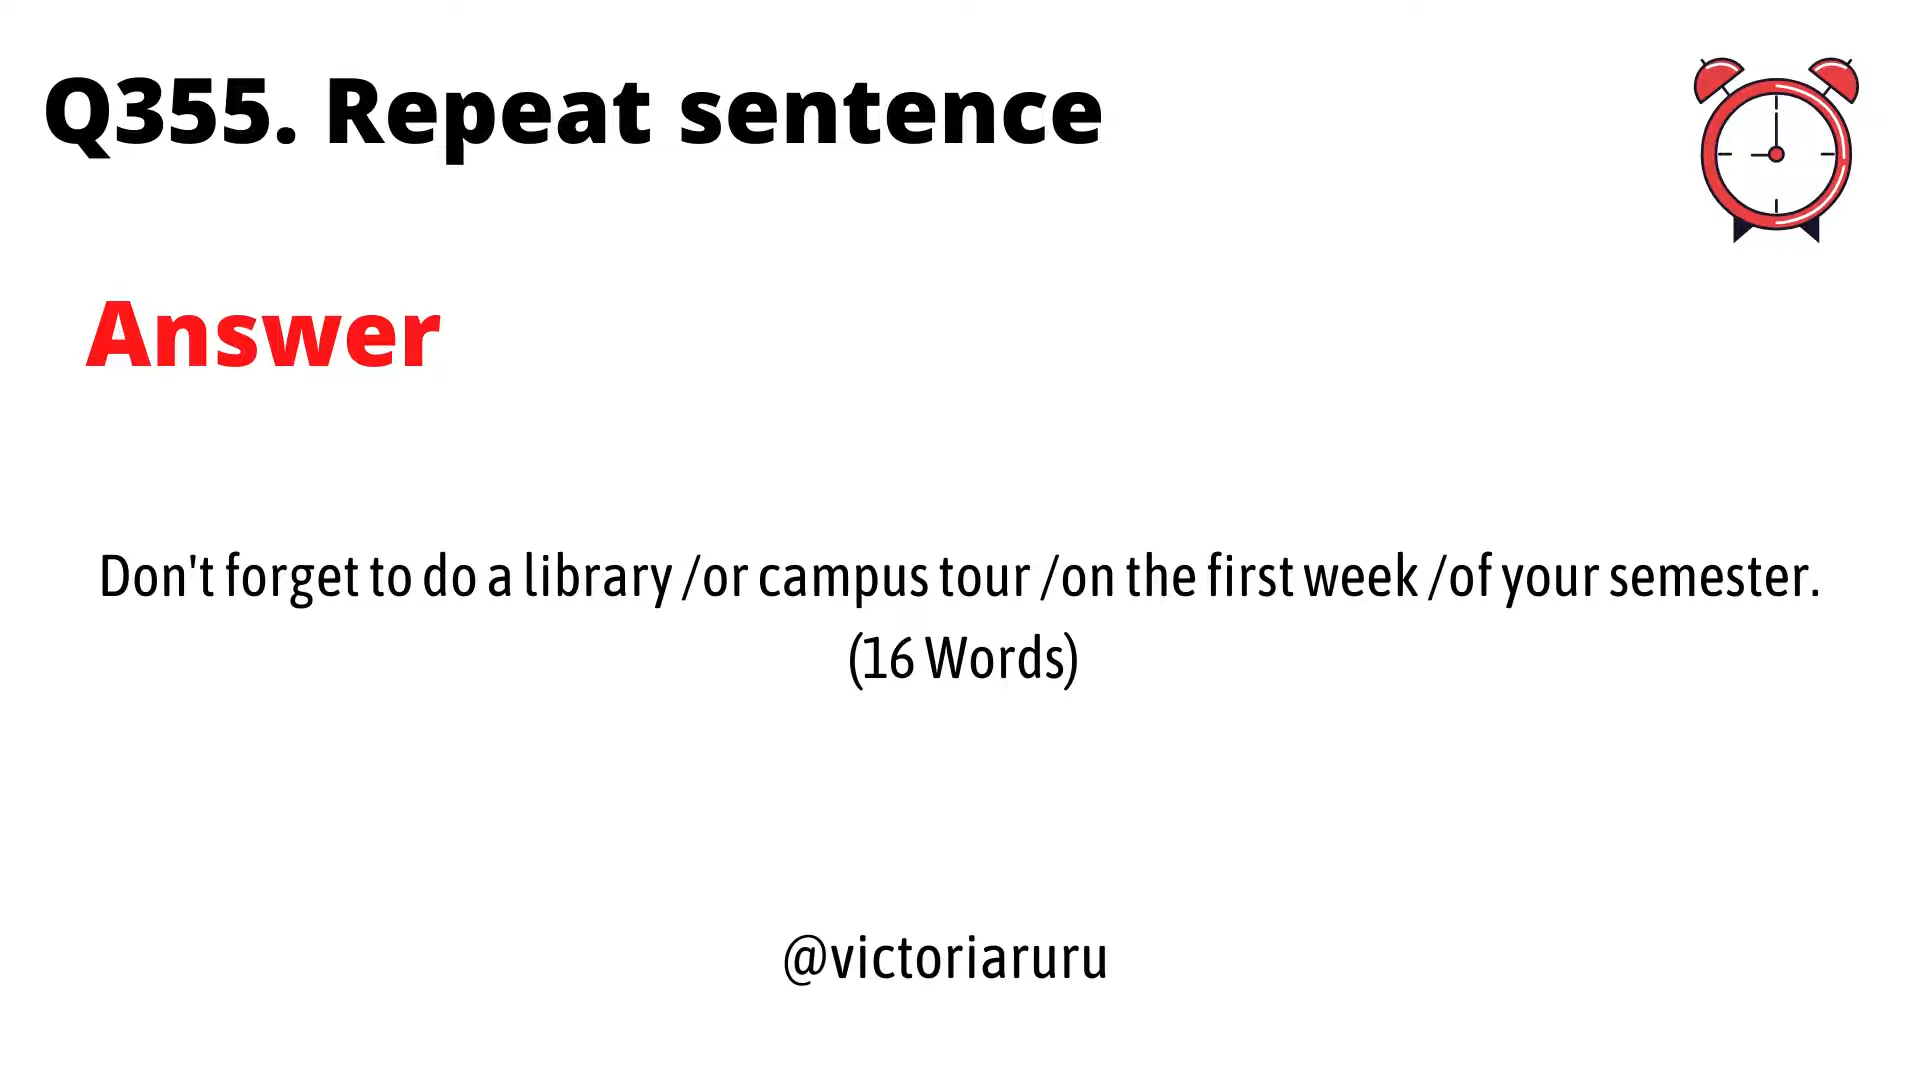 Q355. Repeat sentence
Answer
Don't forget to do a library /or campus tour /on the first week /of your semester.
(16 Words)
@victoriaruru